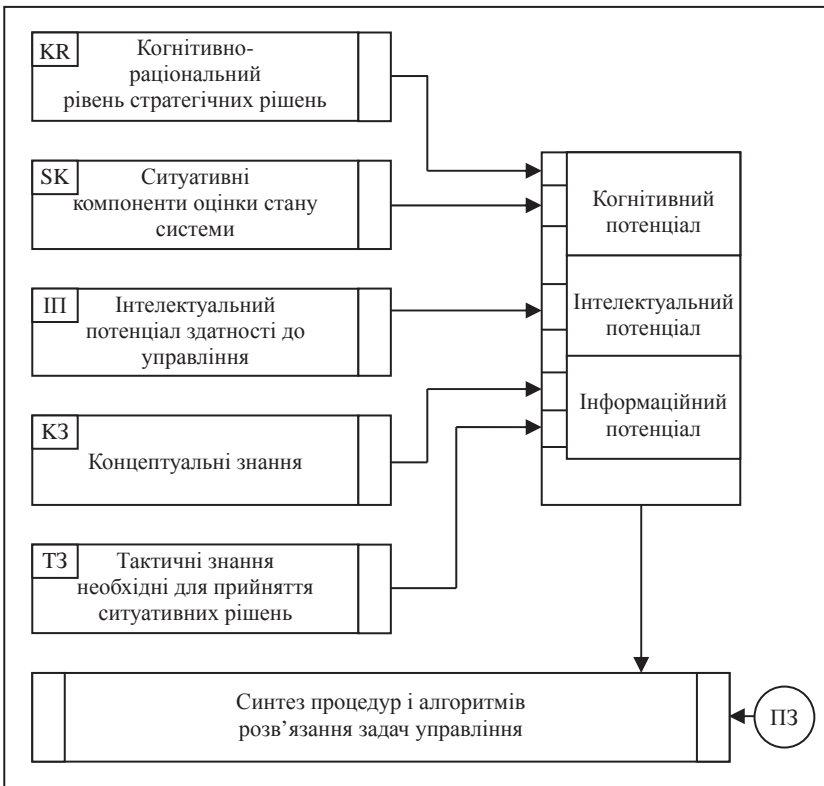 KR
Когнітивно-
раціональний
рівень стратегічних рішень
SK
Ситуативні
компоненти оцінки стану
системи
ІП
Інтелектуальний
потенціал здатності до
управління
КЗ
Концептуальні знання
ТЗ
Тактичні знання
необхідні для прийняття
ситуативних рішень
Когнітивний
потенціал
Інтелектуальний
потенціал
Інформаційний
потенціал
Синтез процедур і алгоритмів
розв’язання задач управління
ПЗ